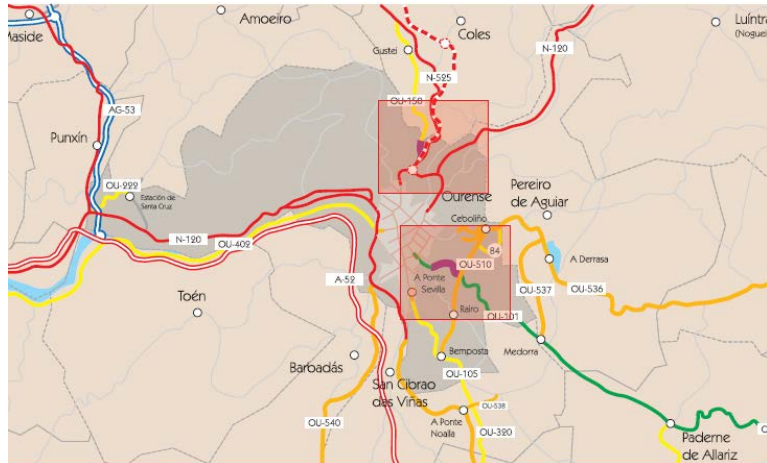 Amoeiro
Coles
Luíntra
(Noguei
Maside
Gustei
N-120
N-525
OU-150
AG-53
Punxín
OU-222
Estación de
Santa Cruz
Ourense
Pereiro
de Aguiar
Ceboliño
N-120
OU-402
84
A Derrasa
OU-510
A-52
A Ponte
Sevilla
OU-537
OU-536
Toén
Rairo
OU-101
Medorra
Bemposta
Barbadás
OU-105
San Cibrao
das Viñas
OU-538
A Ponte
Noalla
OU-540
OU-320
Paderne
de Allariz